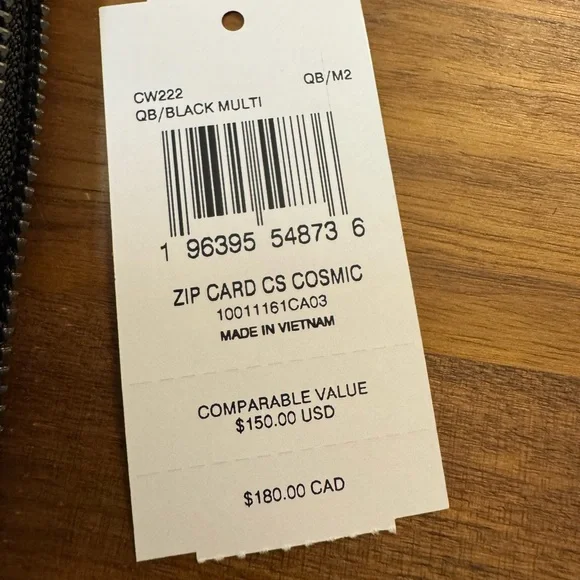 CW222 QB/M2
QB/BLACK MULTI
1 96395 54873 6
ZIP CARD CS COSMIC
10011161CA03
MADE IN VIETNAM
COMPARABLE VALUE
$150.00 USD
$180.00 CAD